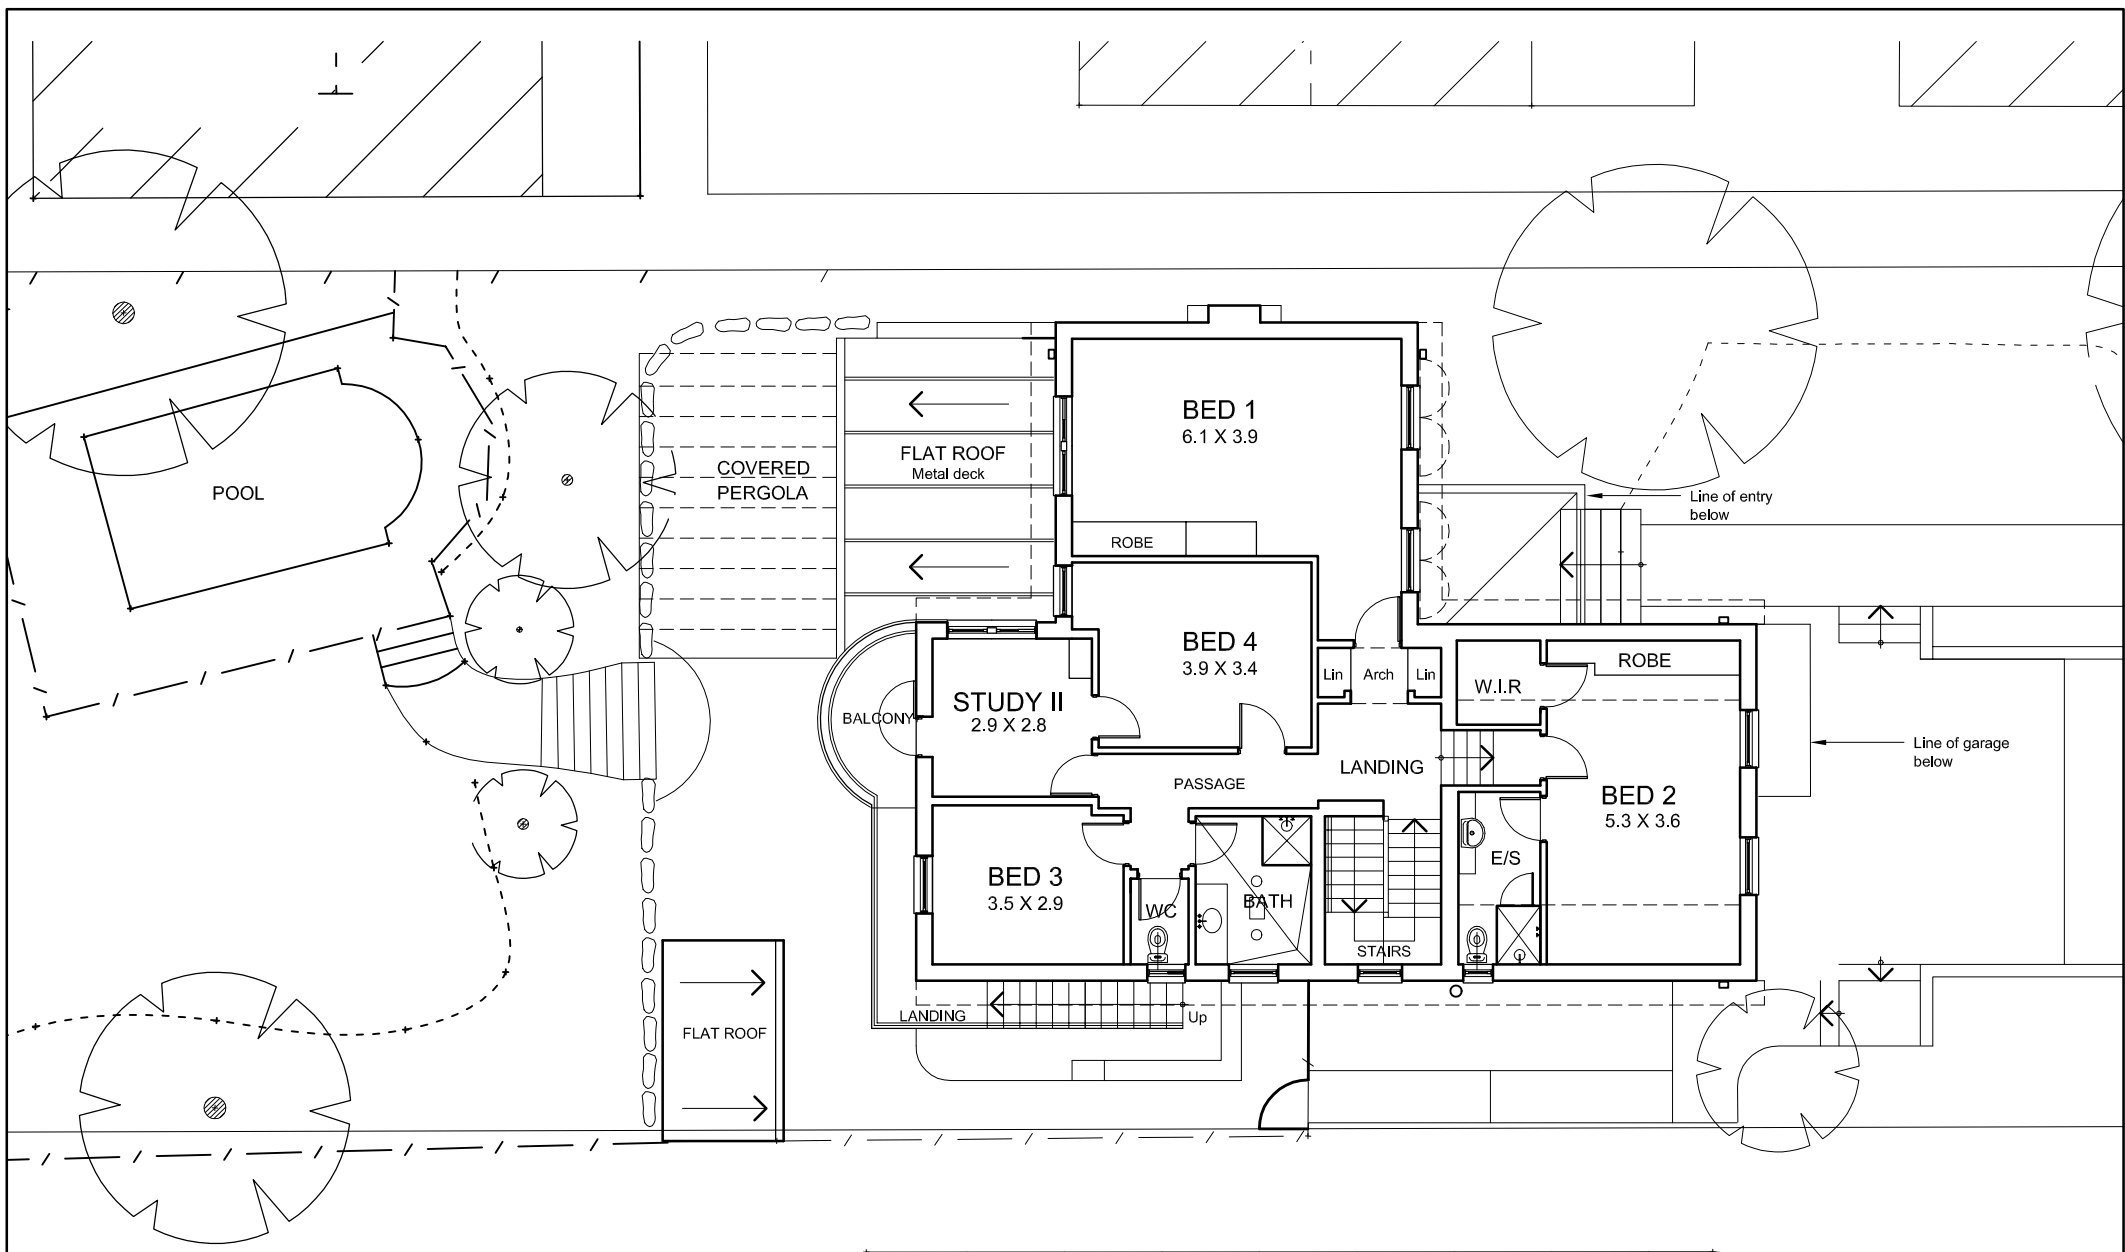 BED 1
6.1 X 3.9
FLAT ROOF
Metal deck
COVERED
PERGOLA
POOL
Line of entry
below
ROBE
BED 4
3.9 X 3.4
Lin
Arch
Lin
W.I.R
ROBE
STUDY II
2.9 X 2.8
BALCONY
PASSAGE
LANDING
Line of garage
below
BED 2
5.3 X 3.6
E/S
BED 3
3.5 X 2.9
WC
BATH
STAIRS
LANDING
Up
FLAT ROOF